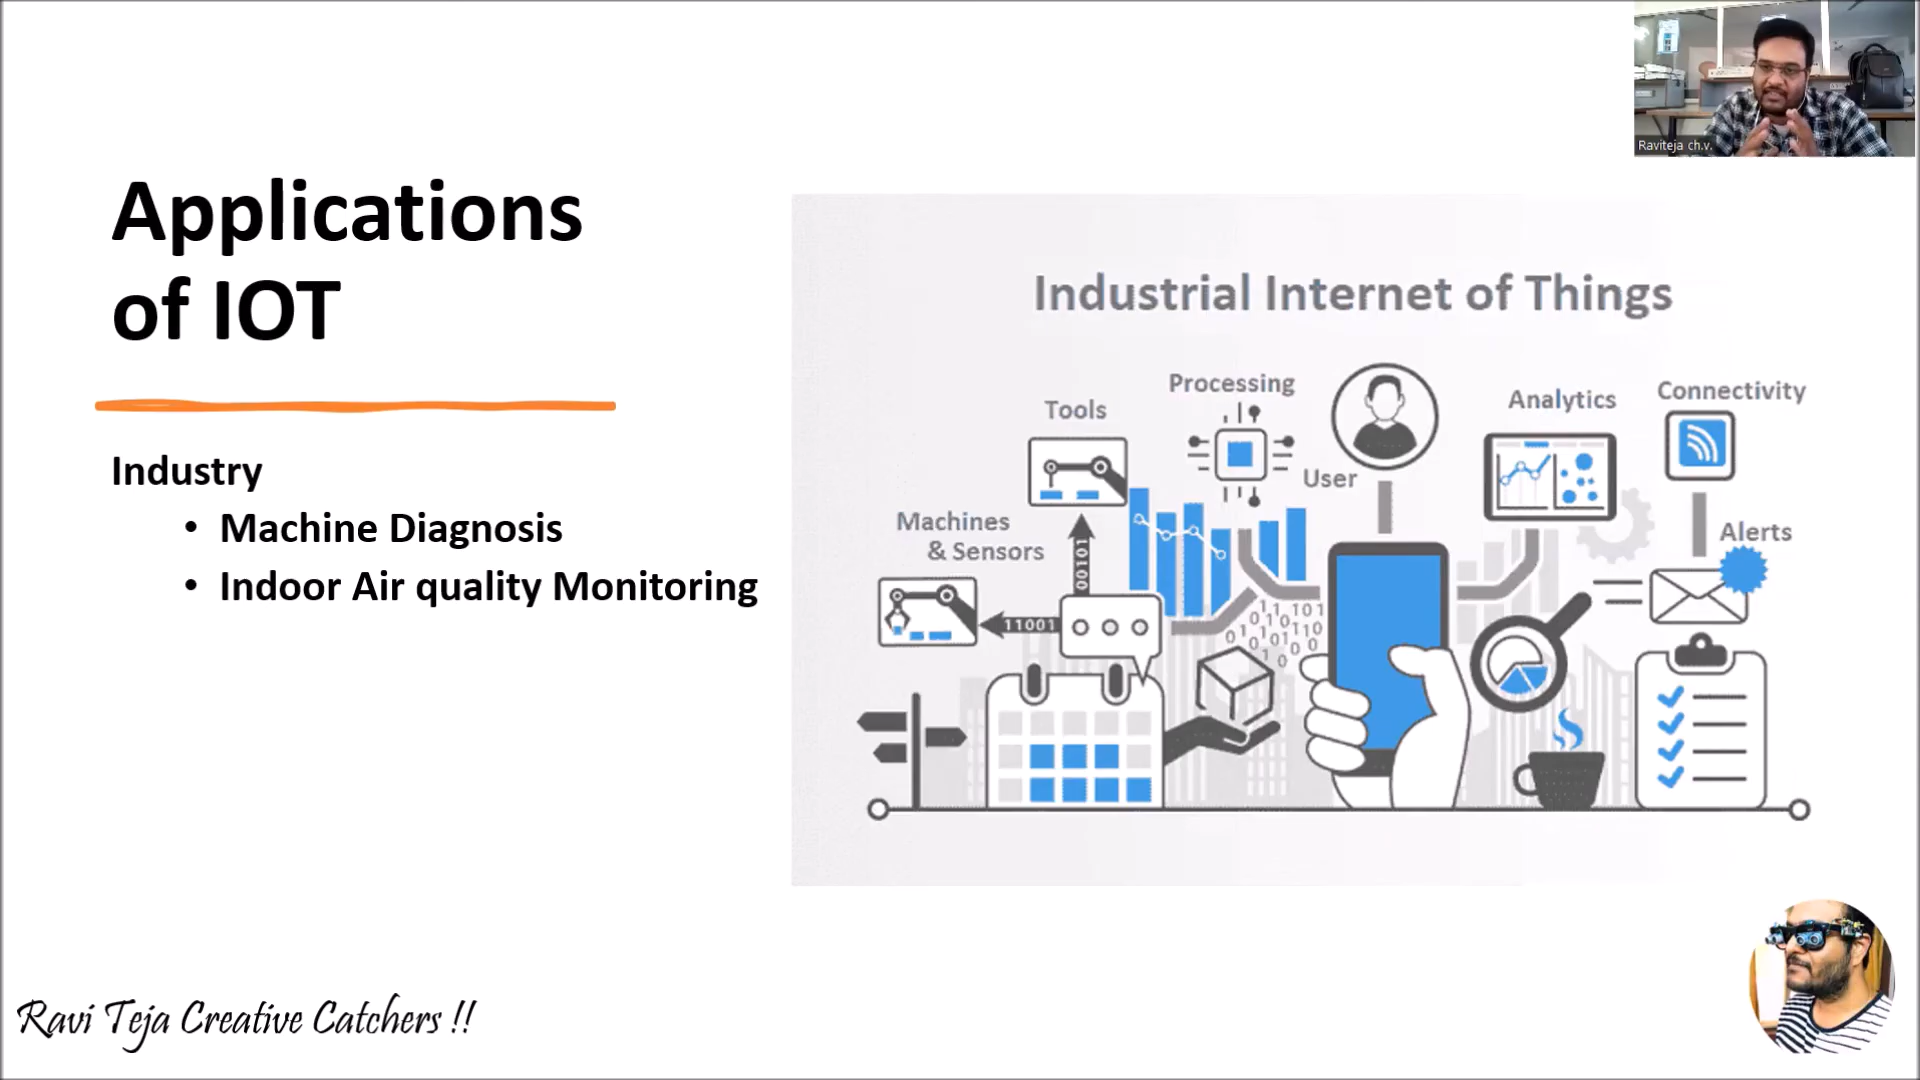 Raviteja ch.v.
Applications
of IOT
Industry
• Machine Diagnosis
• Indoor Air quality Monitoring
Industrial Internet of Things
Processing
Connectivity
Analytics
Tools
User
Machines
& Sensors
Alerts
00101
11001
Ravi Teja Creative Catchers !!